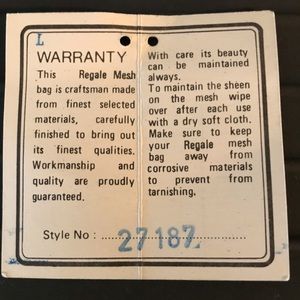 L
WARRANTY
This Regale Mesh
bag is craftsman made
from finest selected
materials, carefully
finished to bring out
its finest qualities.
Workmanship and
quality are proudly
guaranteed.
With care its beauty
can be maintained
always.
To maintain the sheen
on the mesh wipe
over after each use
with a dry soft cloth.
Make sure to keep
your Regale mesh
bag away from
corrosive materials
to prevent from
tarnishing.
Style No : 27187